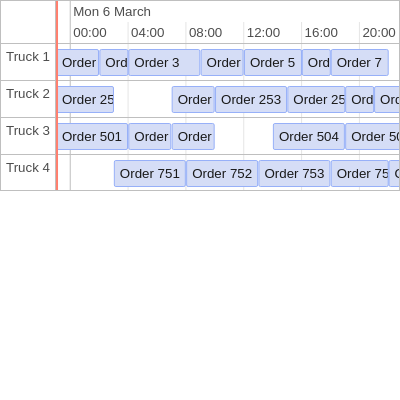 Mon 6 March
00:00 04:00 08:00 12:00 16:00 20:00
Truck 1 Order Ord Order 3 Order Order 5 Ord Order 7
Truck 2 Order 25 Order Order 253 Order 25 Ord Ord
Truck 3 Order 501 Order Order Order 504 Order 50
Truck 4 Order 751 Order 752 Order 753 Order 75